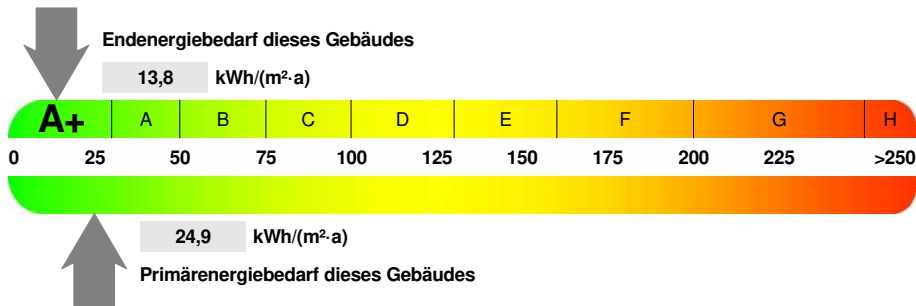 Endenergiebedarf dieses Gebäudes
13,8 kWh/(m²·a)
A+ A B C D E F G H
0 25 50 75 100 125 150 175 200 225 >250
24,9 kWh/(m²·a)
Primärenergiebedarf dieses Gebäudes